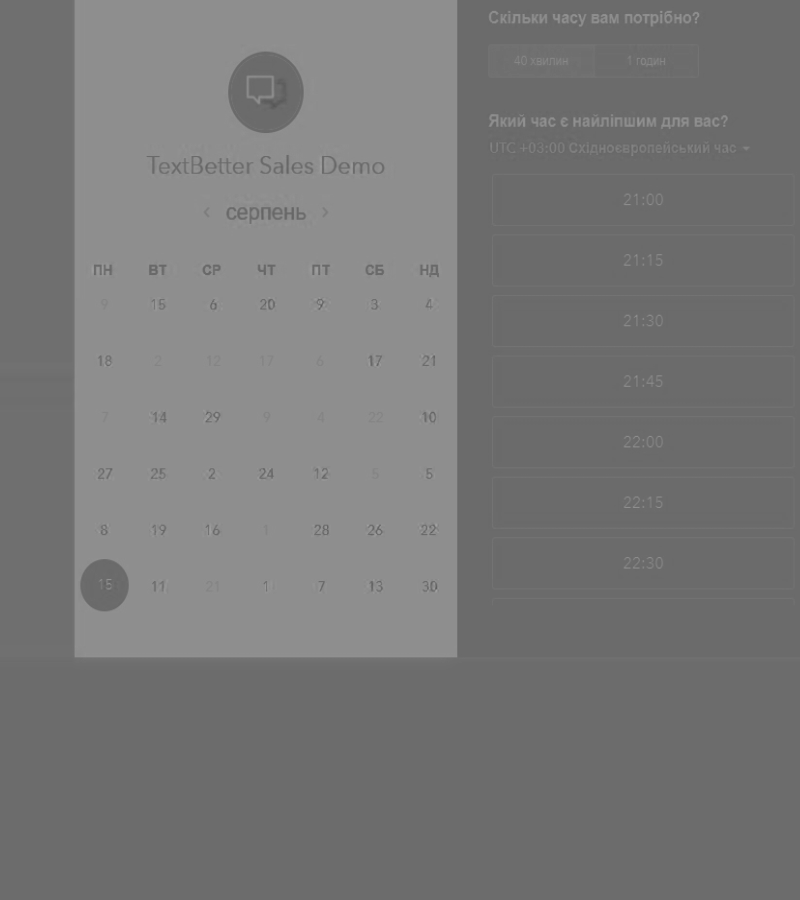 TextBetter Sales Demo
серпень
ПН ВТ СР ЧТ ПТ СБ НД
9 15 6 20 9 3 4
18 2 12 17 6 17 21
7 14 29 9 4 22 10
27 25 2 24 12 5 5
8 19 16 1 28 26 22
15 11 21 1 7 13 30
Скільки часу вам потрібно?
40 хвилин 1 годин
Який час є найліпшим для вас?
UTC +03:00 Східноєвропейський час
21:00
21:15
21:30
21:45
22:00
22:15
22:30